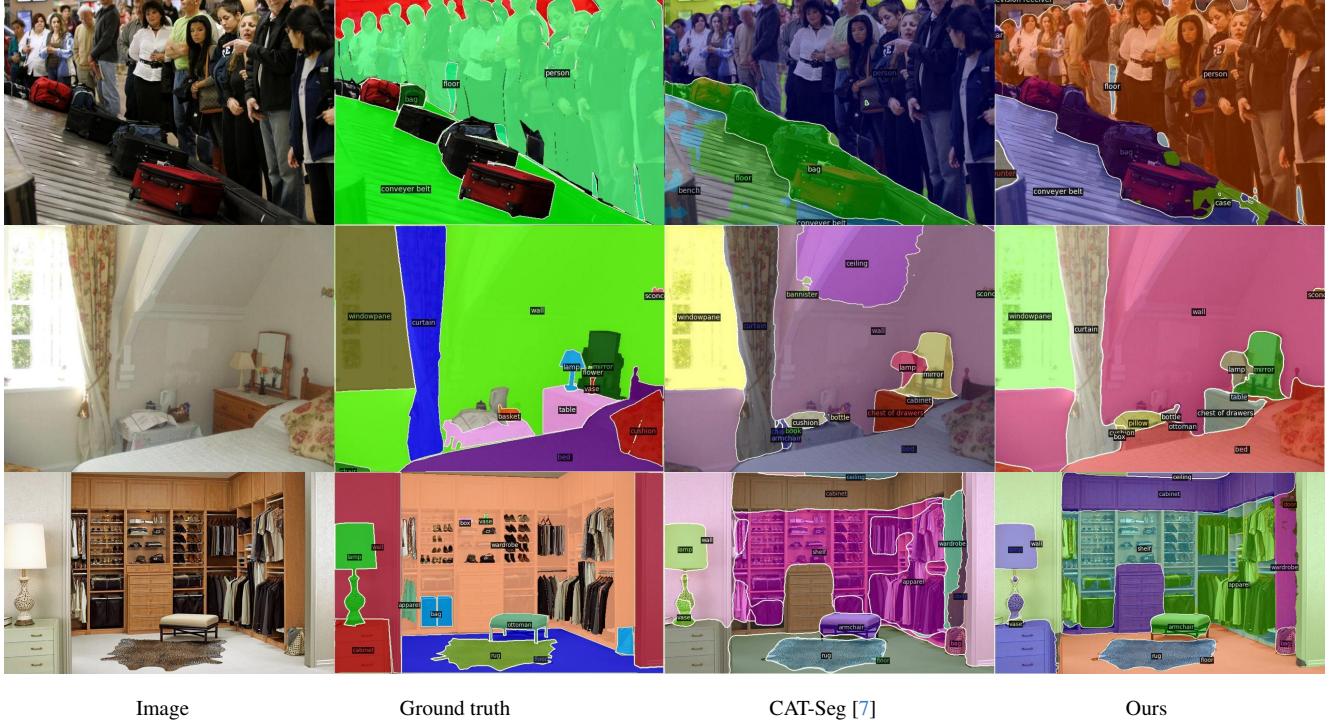 floor
person
bag
conveyer belt
person
bag
floor
bench
conveyer belt
person
floor
bag
conveyer belt
case
windowpane
curtain
wall
lamp
mirror
flower
vase
table
basket
cushion
bed
ceiling
bannister
windowpane
curtain
wall
lamp
mirror
cabinet
chest of drawers
cushion
bottle
book
armchair
bed
windowpane
curtain
wall
lamp
mirror
table
chest of drawers
bottle
pillow
ottoman
cushion
box
bed
lamp
wall
box
vase
wardrobe
apparel
bag
ottoman
cabinet
rug
floor
ceiling
cabinet
lamp
wall
shelf
wardrobe
apparel
vase
armchair
bag
rug
floor
ceiling
cabinet
door
lamp
wall
shelf
wardrobe
apparel
vase
armchair
bag
rug
floor
Image Ground truth CAT-Seg [7] Ours